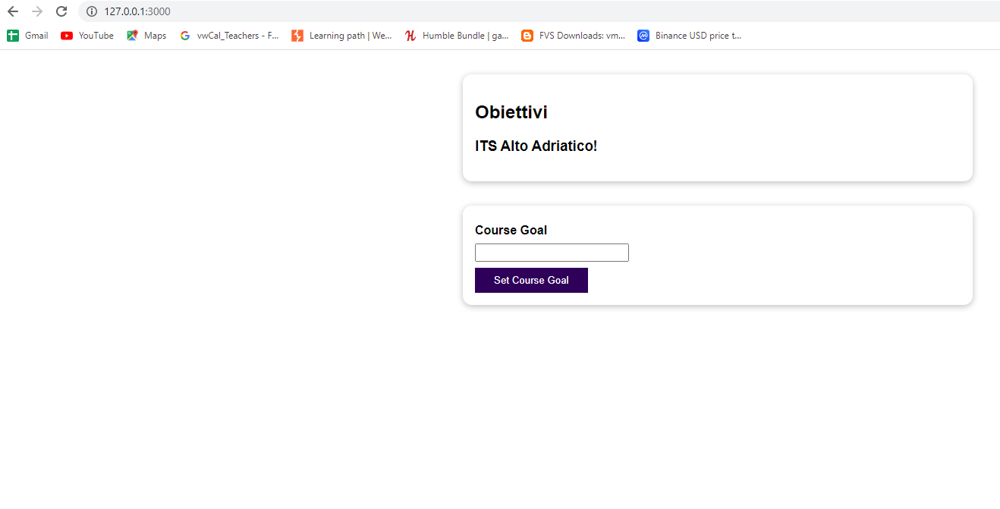 127.0.0.1:3000
Gmail YouTube Maps vwCal_Teachers - F... Learning path | We... Humble Bundle | ga... FVS Downloads: vm... Binance USD price t...
Obiettivi
ITS Alto Adriatico!
Course Goal
Set Course Goal